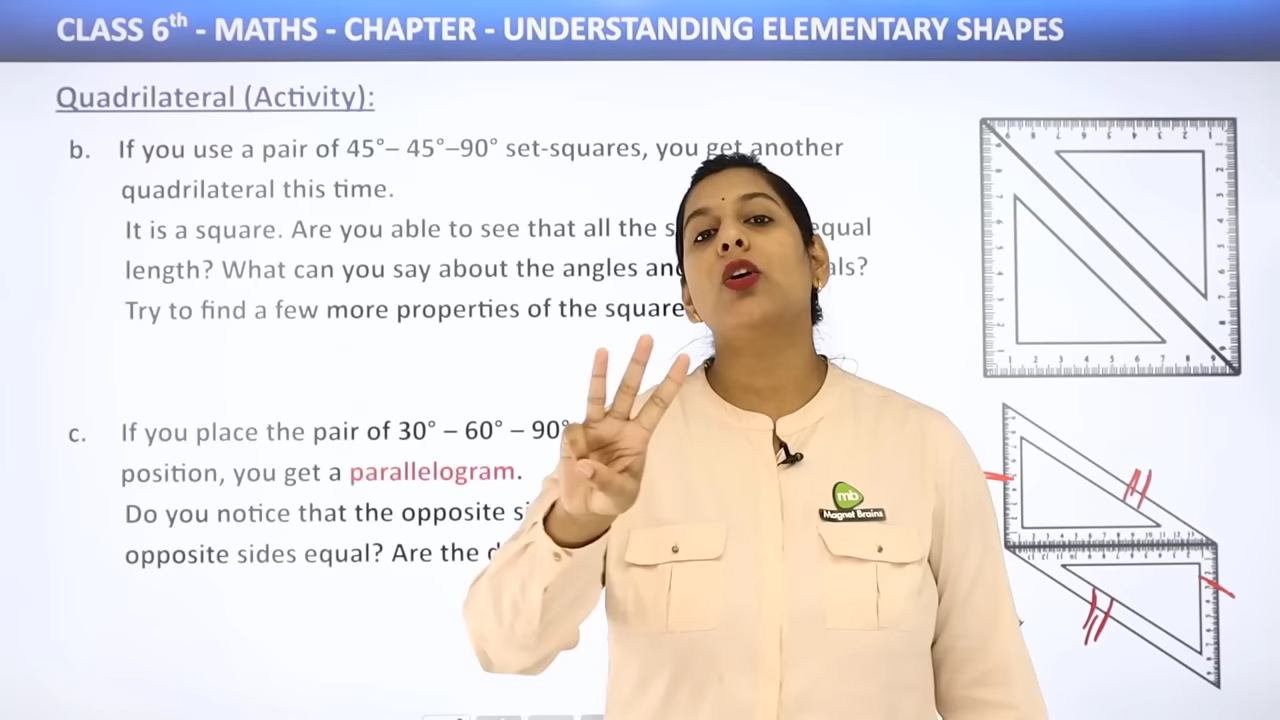 CLASS 6th - MATHS - CHAPTER - UNDERSTANDING ELEMENTARY SHAPES
Quadrilateral (Activity):
b. If you use a pair of 45°– 45°–90° set-squares, you get another
quadrilateral this time.
It is a square. Are you able to see that all the s equal
length? What can you say about the angles and als?
Try to find a few more properties of the square
c. If you place the pair of 30° – 60° – 90°
position, you get a parallelogram.
Do you notice that the opposite si
opposite sides equal? Are the d
mb
Magnet Brains